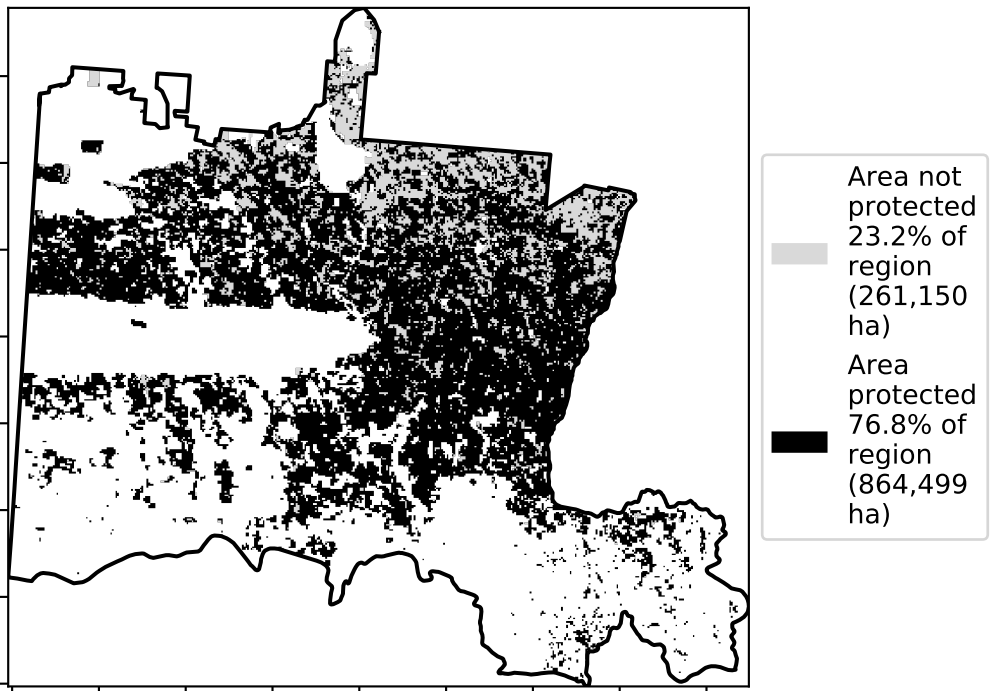 Area not
protected
23.2% of
region
(261,150
ha)
Area
protected
76.8% of
region
(864,499
ha)